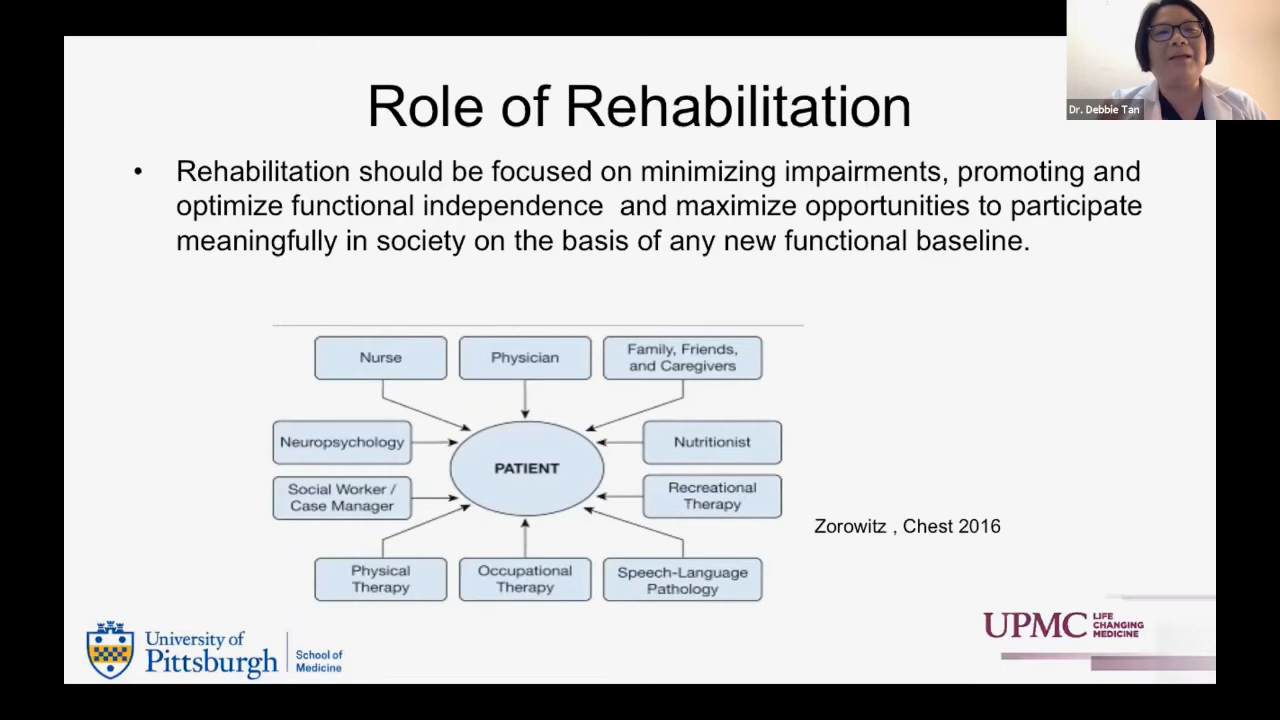 Role of Rehabilitation
Dr. Debbie Tan
• Rehabilitation should be focused on minimizing impairments, promoting and
optimize functional independence  and maximize opportunities to participate
meaningfully in society on the basis of any new functional baseline.
Nurse
Physician
Family, Friends,
and Caregivers
Neuropsychology
PATIENT
Nutritionist
Social Worker /
Case Manager
Recreational
Therapy
Physical
Therapy
Occupational
Therapy
Speech-Language
Pathology
Zorowitz , Chest 2016
University of
Pittsburgh
School of
Medicine
UPMC
LIFE
CHANGING
MEDICINE